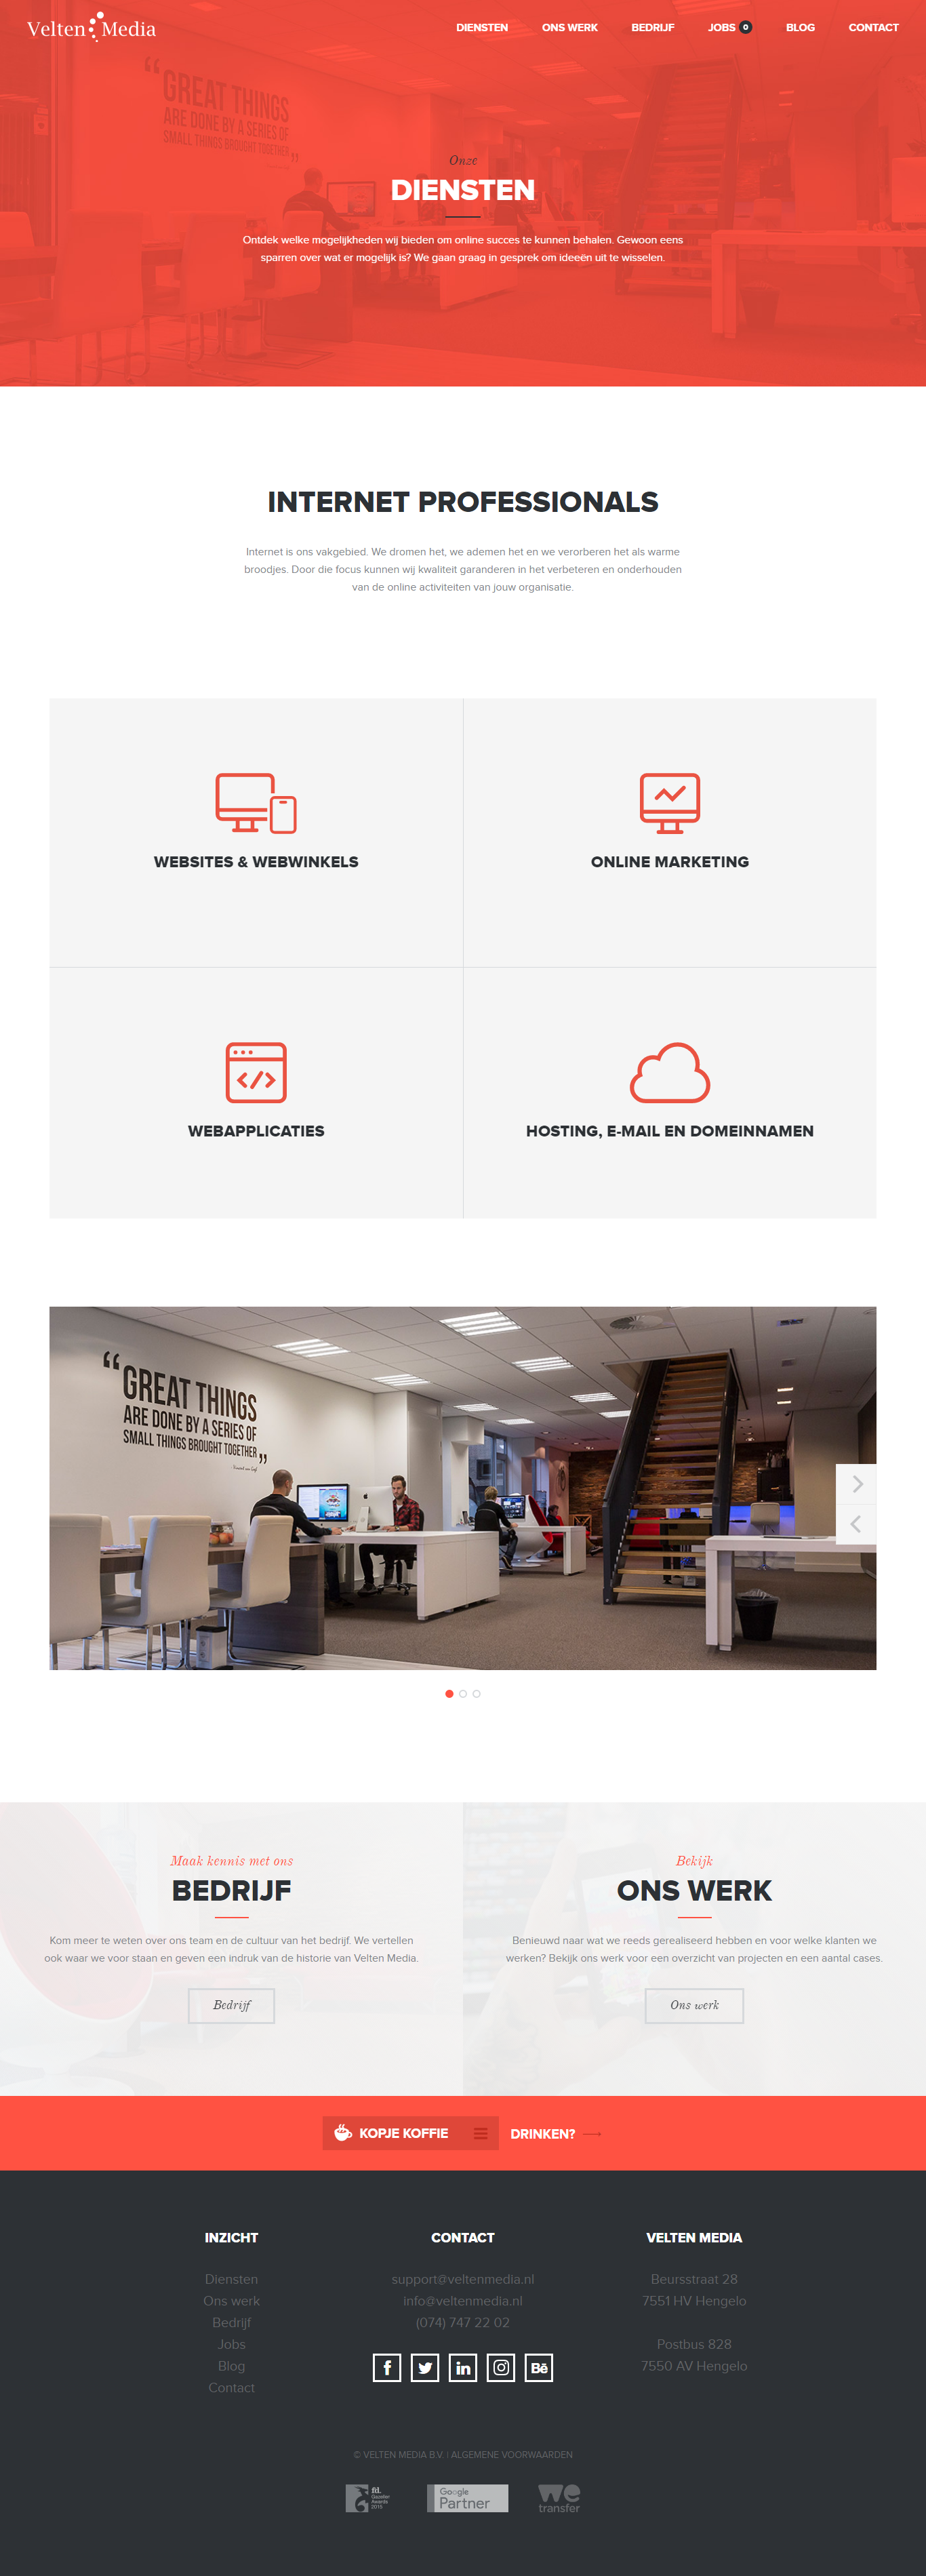 Velten Media
DIENSTEN ONS WERK BEDRIJF JOBS 0 BLOG CONTACT
“ GREAT THINGS
ARE DONE BY A SERIES OF
SMALL THINGS BROUGHT TOGETHER „
Onze
DIENSTEN
Ontdek welke mogelijkheden wij bieden om online succes te kunnen behalen. Gewoon eens
sparren over wat er mogelijk is? We gaan graag in gesprek om ideeën uit te wisselen.
INTERNET PROFESSIONALS
Internet is ons vakgebied. We dromen het, we ademen het en we verorberen het als warme
broodjes. Door die focus kunnen wij kwaliteit garanderen in het verbeteren en onderhouden
van de online activiteiten van jouw organisatie.
WEBSITES & WEBWINKELS
ONLINE MARKETING
WEBAPPLICATIES
HOSTING, E-MAIL EN DOMEINNAMEN
“ GREAT THINGS
ARE DONE BY A SERIES OF
SMALL THINGS BROUGHT TOGETHER „
Maak kennis met ons
BEDRIJF
Kom meer te weten over ons team en de cultuur van het bedrijf. We vertellen
ook waar we voor staan en geven een indruk van de historie van Velten Media.
Bedrijf
Bekijk
ONS WERK
Benieuwd naar wat we reeds gerealiseerd hebben en voor welke klanten we
werken? Bekijk ons werk voor een overzicht van projecten en een aantal cases.
Ons werk
KOPJE KOFFIE DRINKEN?
INZICHT
Diensten
Ons werk
Bedrijf
Jobs
Blog
Contact
CONTACT
support@veltenmedia.nl
info@veltenmedia.nl
(074) 747 22 02
VELTEN MEDIA
Beursstraat 28
7551 HV Hengelo
Postbus 828
7550 AV Hengelo
© VELTEN MEDIA B.V. | ALGEMENE VOORWAARDEN
fd.
Gazellen
Awards
2015
Google
Partner
we
transfer